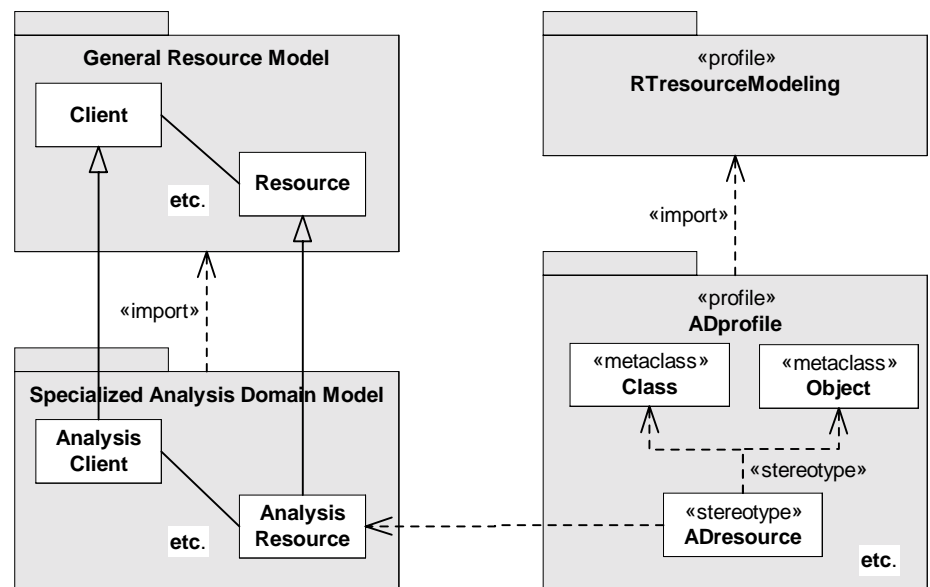 General Resource Model
Client
Resource
etc.
«import»
Specialized Analysis Domain Model
Analysis
Client
Analysis
Resource
etc.
«profile»
RTresourceModeling
«import»
«profile»
ADprofile
«metaclass»
Class
«metaclass»
Object
«stereotype»
«stereotype»
ADresource
etc.